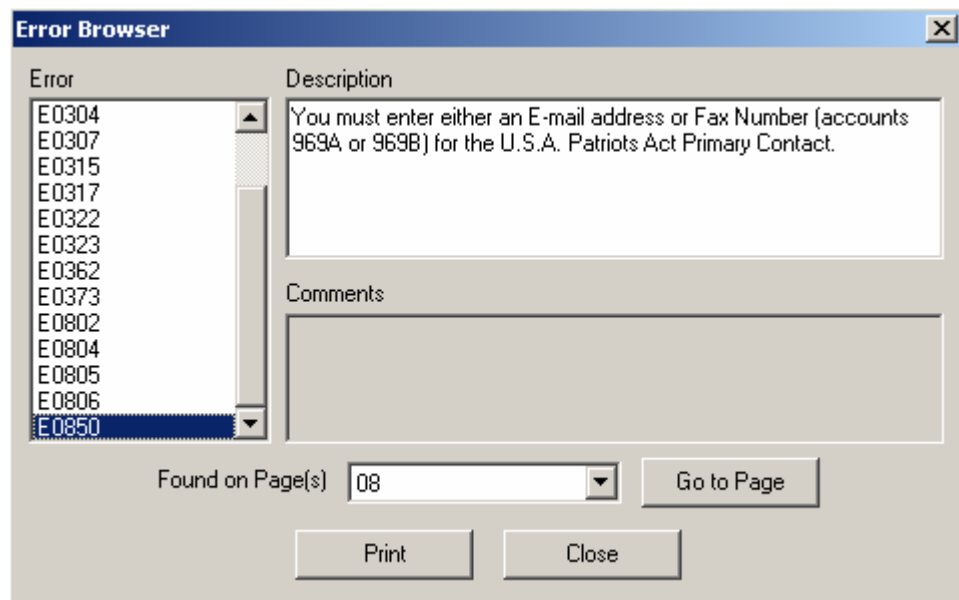 Error Browser
Error
Description
E0304
E0307
E0315
E0317
E0322
E0323
E0362
E0373
E0802
E0804
E0805
E0806
E0850
You must enter either an E-mail address or Fax Number (accounts
969A or 969B) for the U.S.A. Patriots Act Primary Contact.
Comments
Found on Page(s)
08
Go to Page
Print
Close